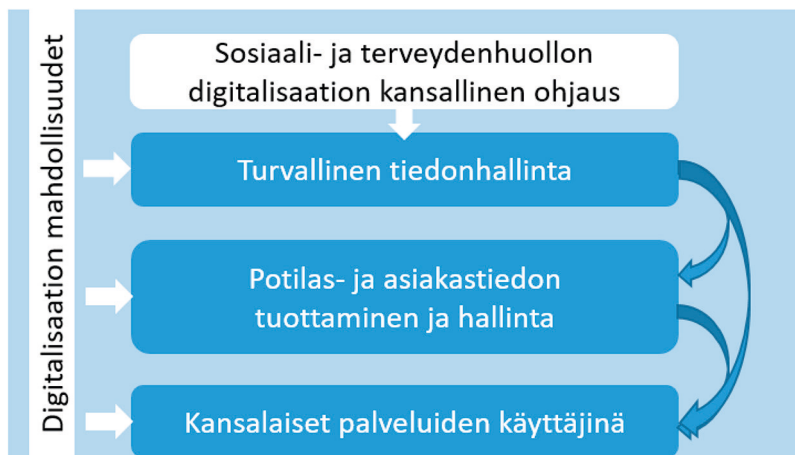 Digitalisaation mahdollisuudet
Sosiaali- ja terveydenhuollon
digitalisaation kansallinen ohjaus
Turvallinen tiedonhallinta
Potilas- ja asiakastiedon
tuottaminen ja hallinta
Kansalaiset palveluiden käyttäjinä